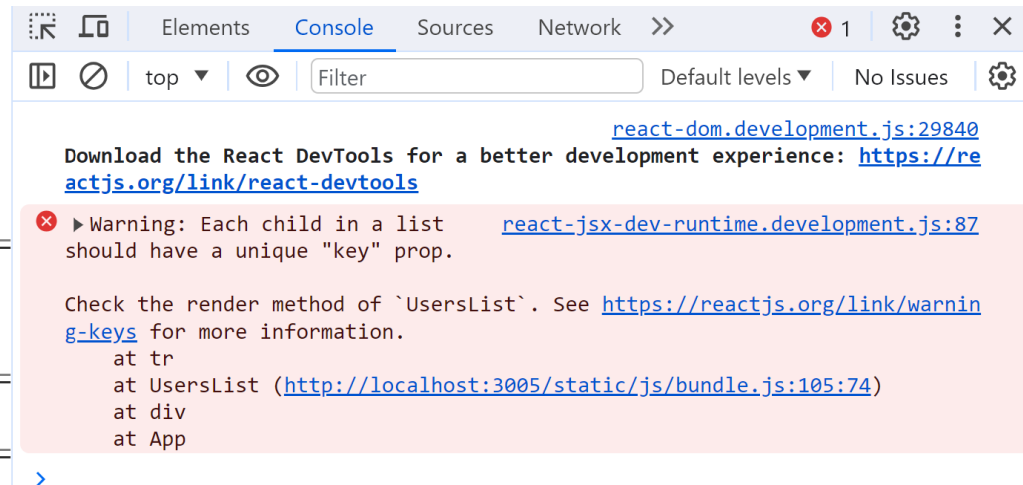 Elements Console Sources Network 1
top Filter Default levels No Issues
react-dom.development.js:29840
Download the React DevTools for a better development experience: https://re
actjs.org/link/react-devtools
Warning: Each child in a list react-jsx-dev-runtime.development.js:87
should have a unique "key" prop.
Check the render method of `UsersList`. See https://reactjs.org/link/warnin
g-keys for more information.
at tr
at UsersList (http://localhost:3005/static/js/bundle.js:105:74)
at div
at App